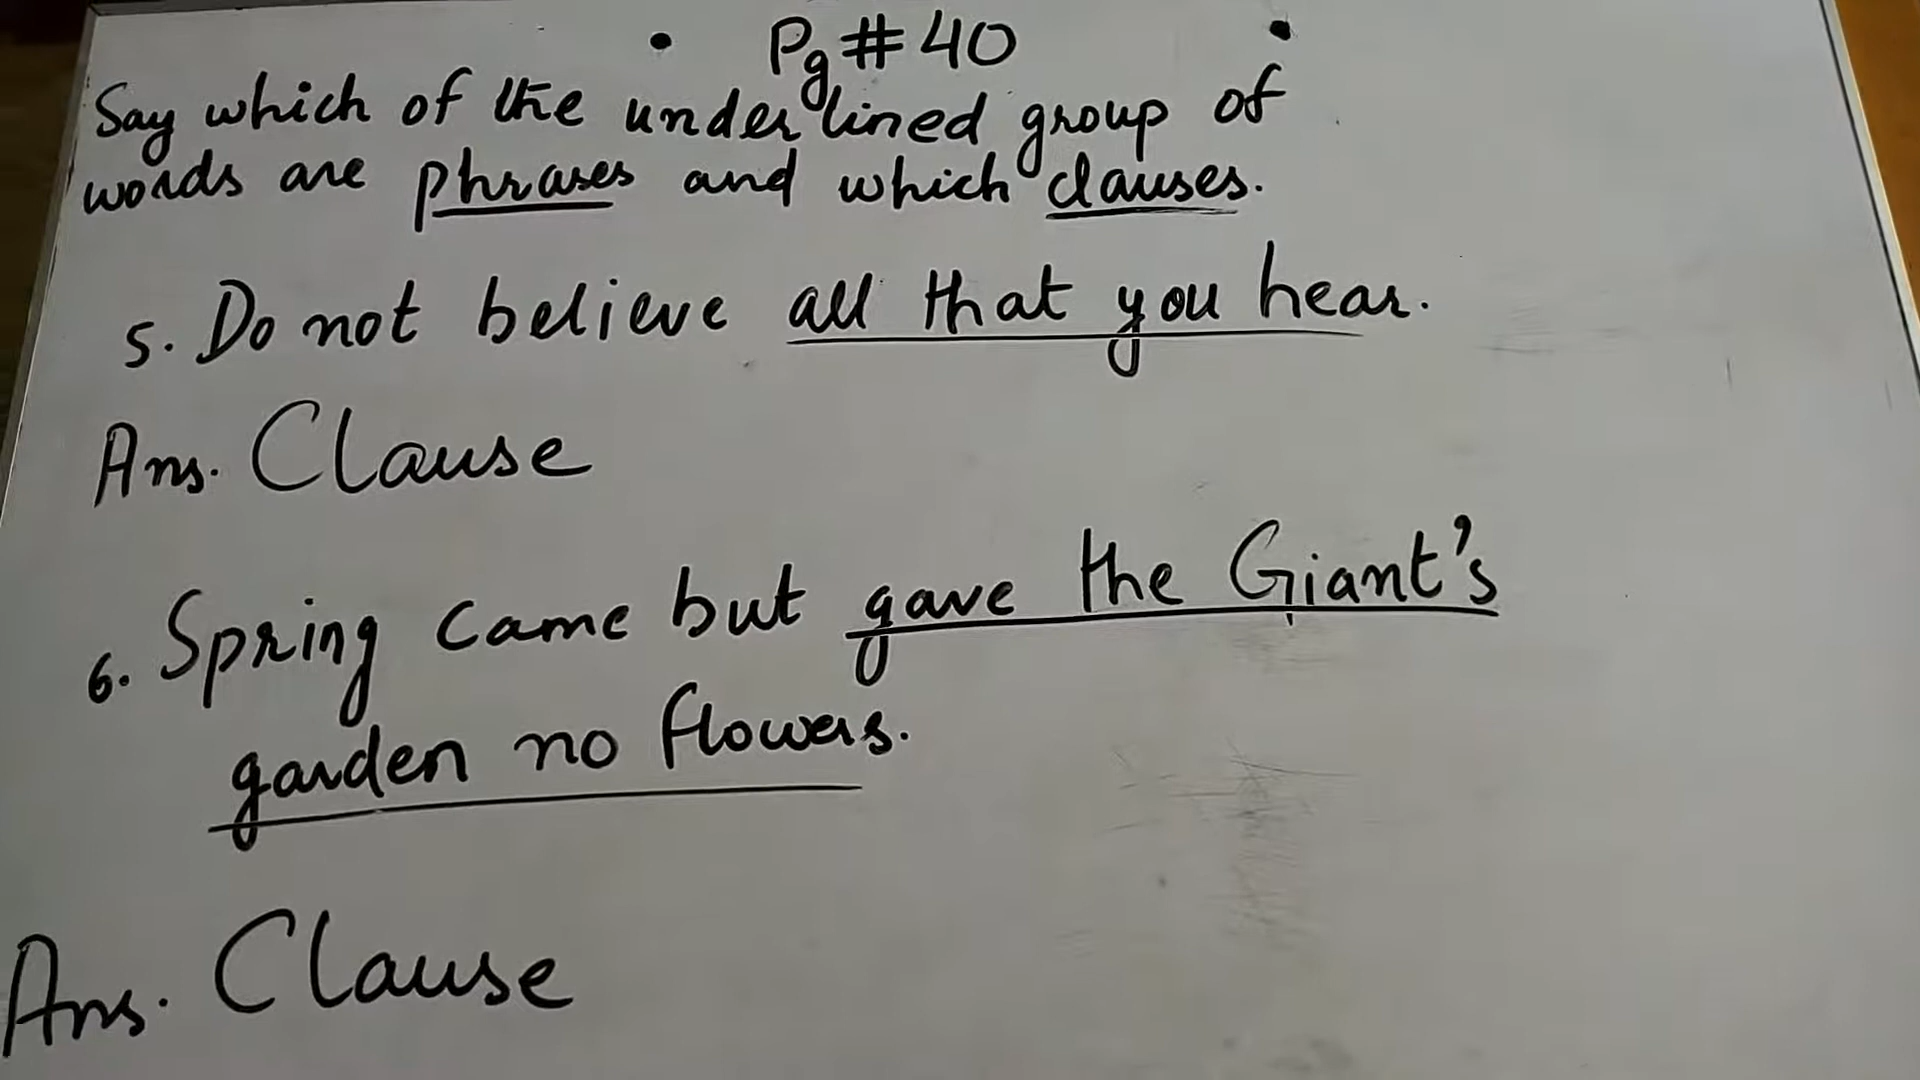 Pg#40
Say which of the underlined group of
words are phrases and which clauses.
5. Do not believe all that you hear.
Ans. Clause
6. Spring came but gave the Giant's
garden no flowers.
Ans. Clause